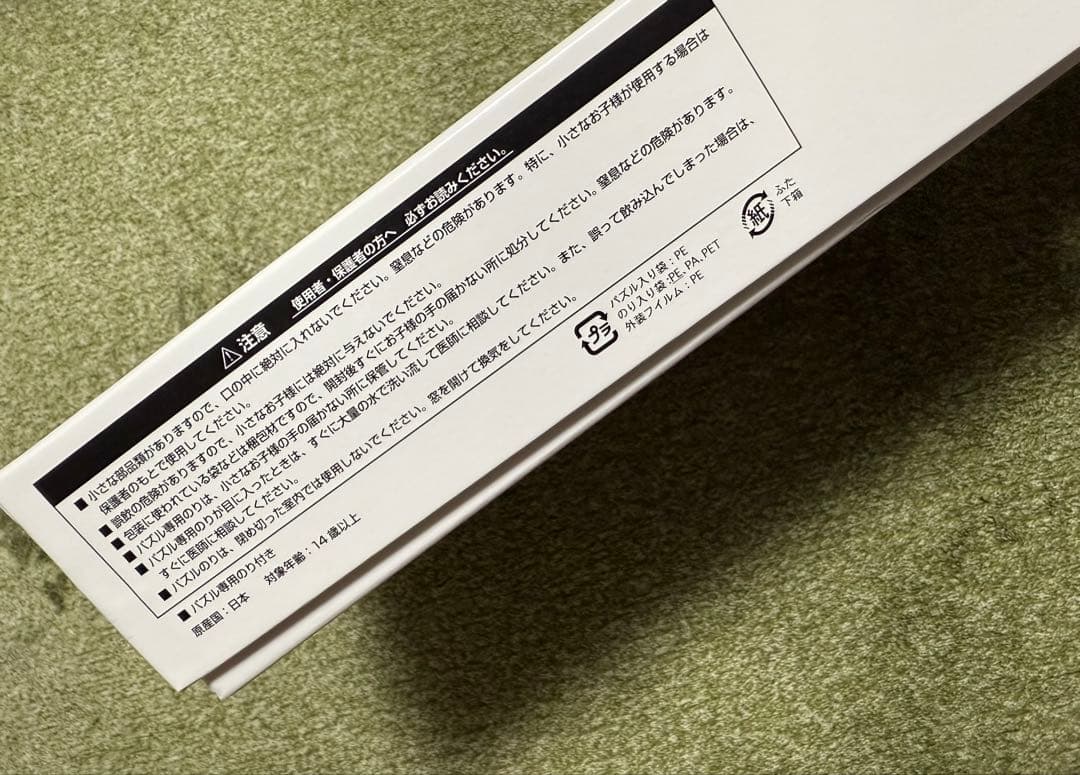 ⚠注意 使用者・保護者の方へ 必ずお読みください。
■小さな部品類がありますので、口の中に絶対に入れないでください。窒息などの危険があります。特に、小さなお子様が使用する場合は
保護者のもとで使用してください。
■誤飲の危険がありますので、小さなお子様には絶対に与えないでください。
■包装に使われている袋などは梱包材ですので、開封後すぐにお子様の手の届かない所に処分してください。窒息などの危険があります。
■パズル専用のりは、小さなお子様の手の届かない所に保管してください。
■パズル専用のりが目に入ったときは、すぐに大量の水で洗い流して医師に相談してください。また、誤って飲み込んでしまった場合は、
すぐに医師に相談してください。
■パズルのりは、閉め切った室内では使用しないでください。窓を開けて換気をしてください。
■パズル専用のり付き
原産国：日本 対象年齢：14歳以上
プラ
パズル入り袋：PE
のり入り袋:PE, PA, PET
外装フィルム：PE
紙
ふた
下箱